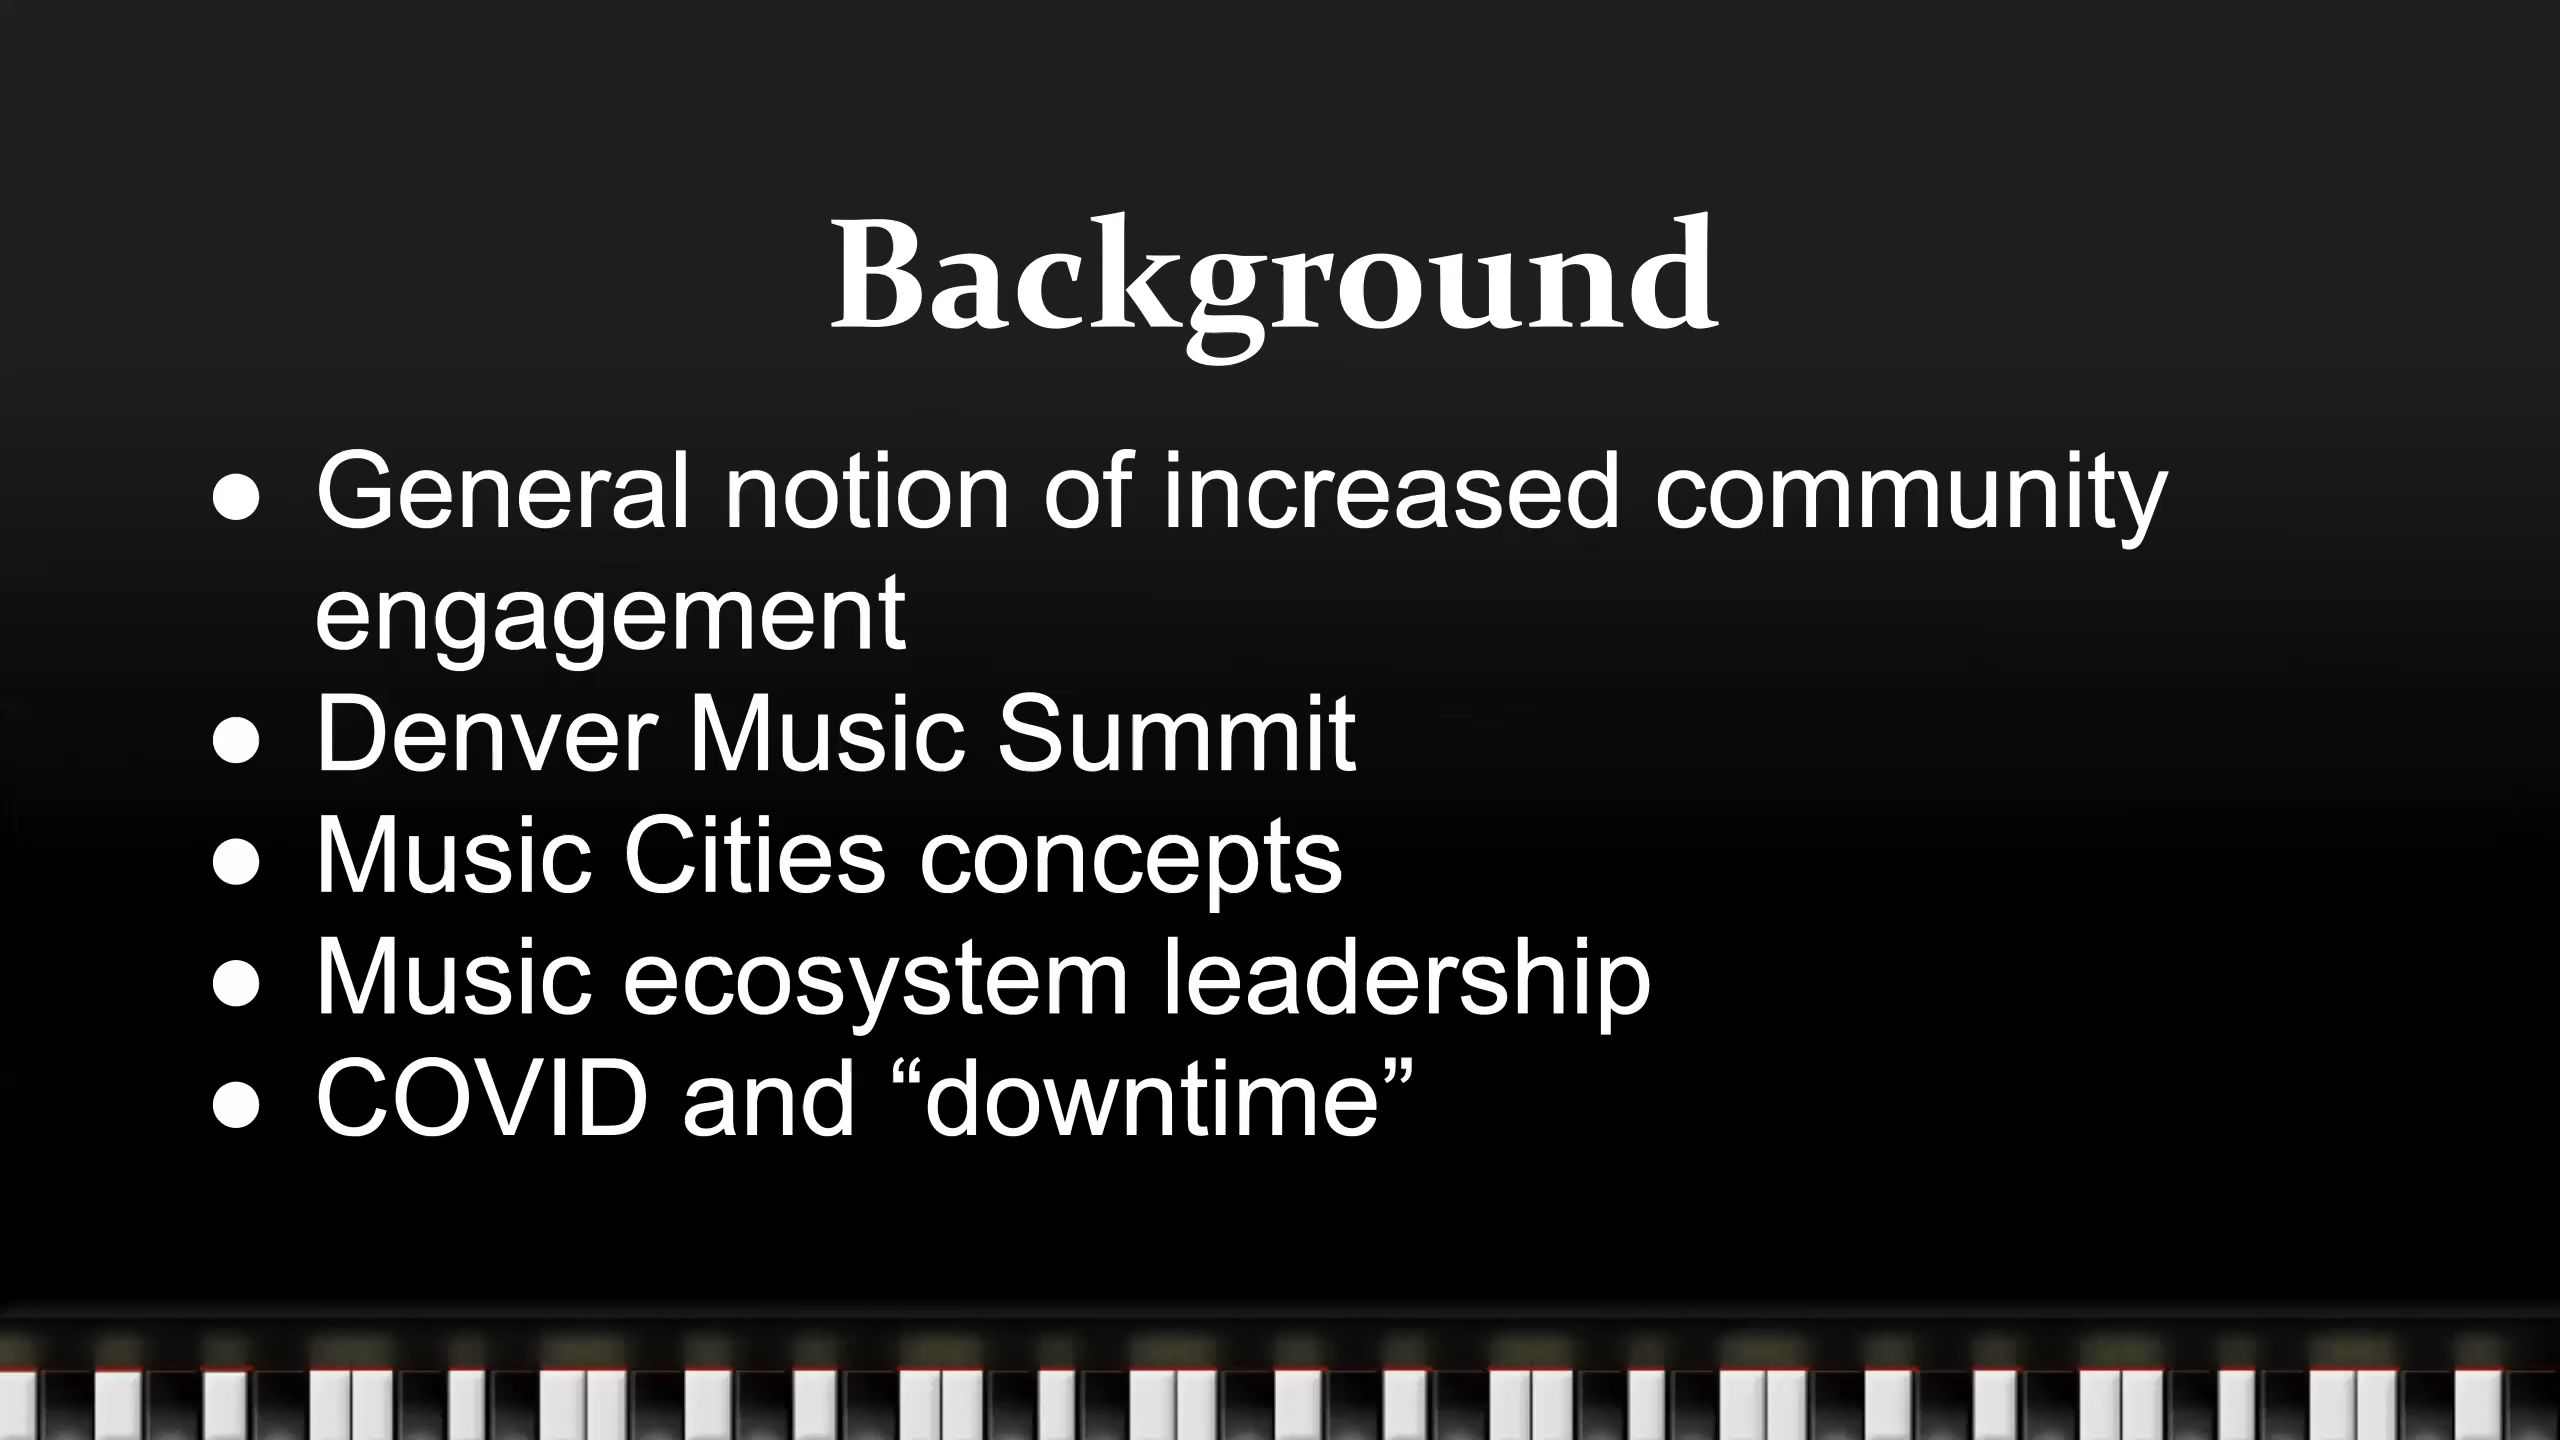 Background
● General notion of increased community
engagement
● Denver Music Summit
● Music Cities concepts
● Music ecosystem leadership
● COVID and “downtime”